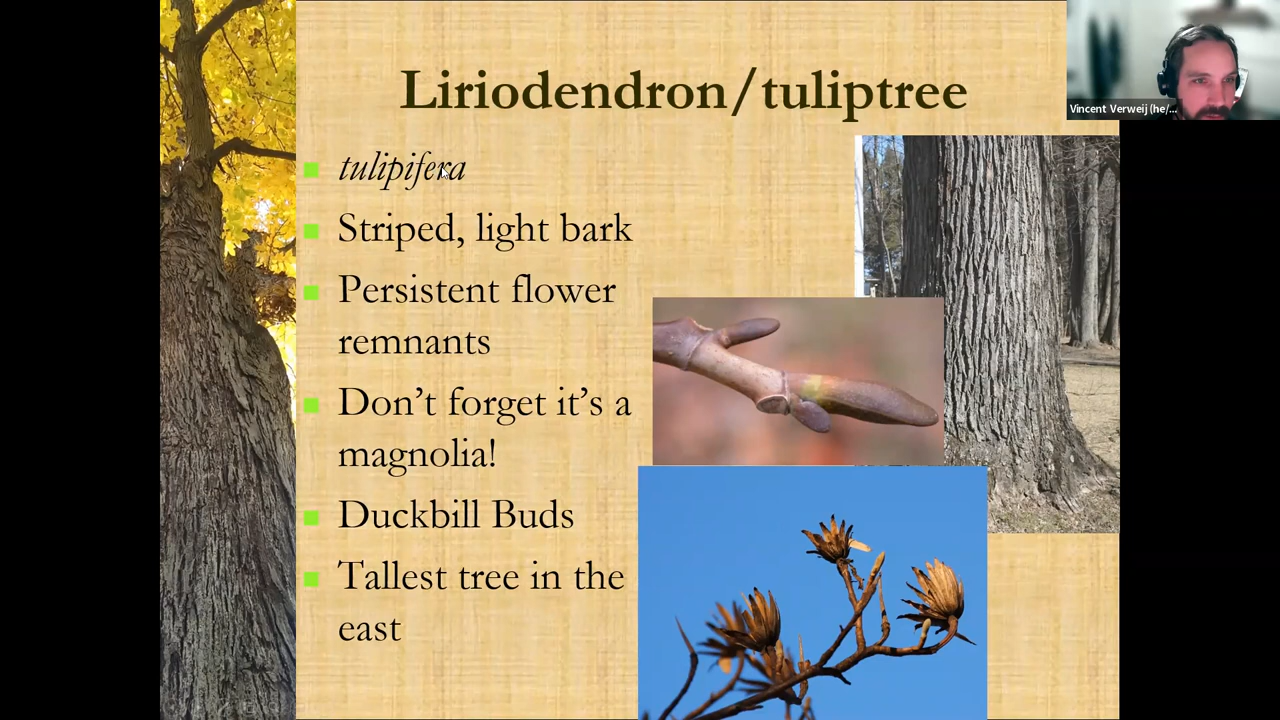 Liriodendron/tuliptree
Vincent Verweij (he/...
tulipifera
Striped, light bark
Persistent flower
remnants
Don't forget it's a
magnolia!
Duckbill Buds
Tallest tree in the
east